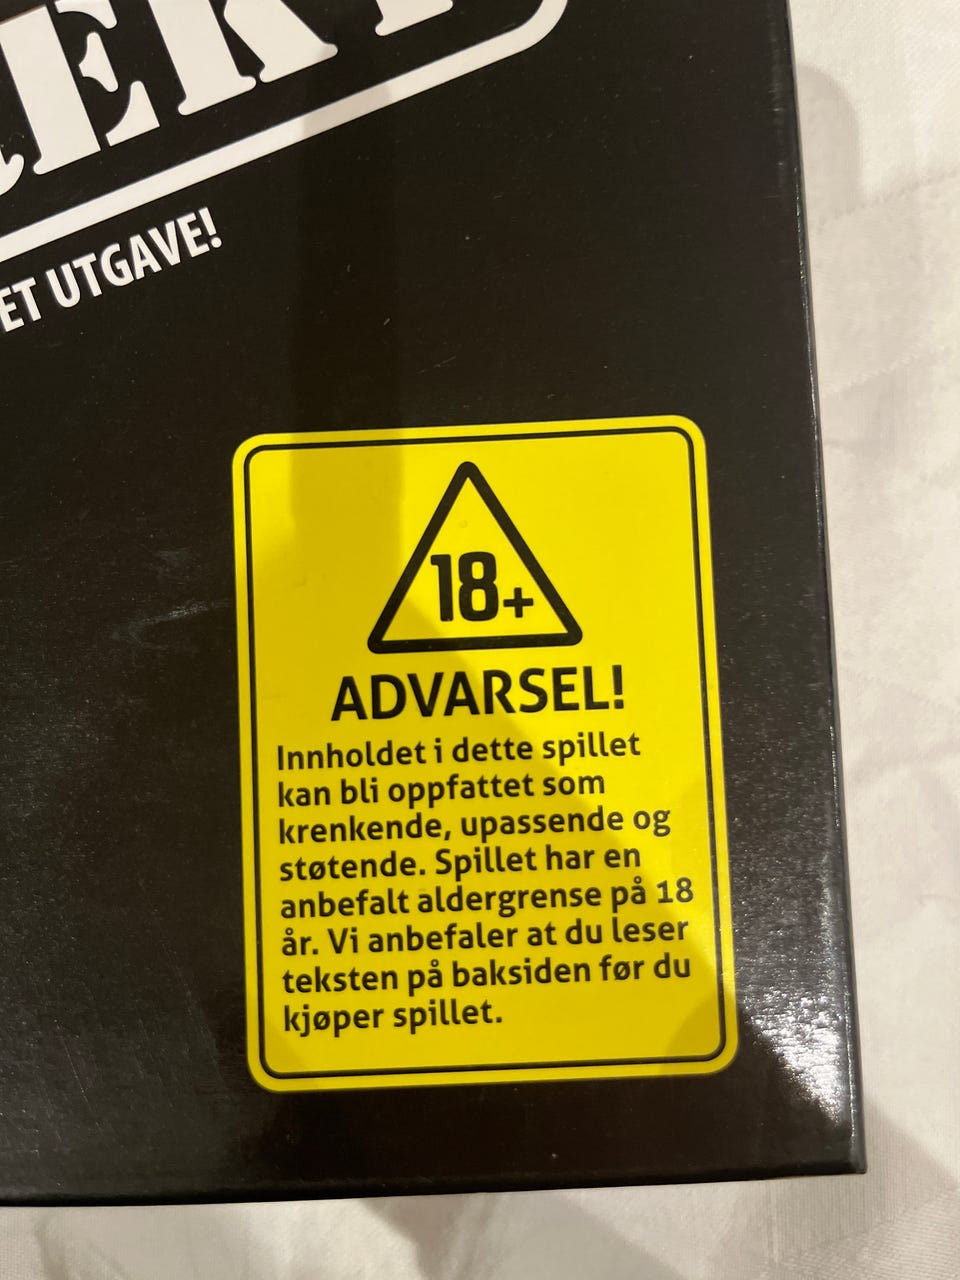 UTGAVE!
18+
ADVARSEL!
Innholdet i dette spillet
kan bli oppfattet som
krenkende, upassende og
støtende. Spillet har en
anbefalt aldergrense på 18
år. Vi anbefaler at du leser
teksten på baksiden før du
kjøper spillet.